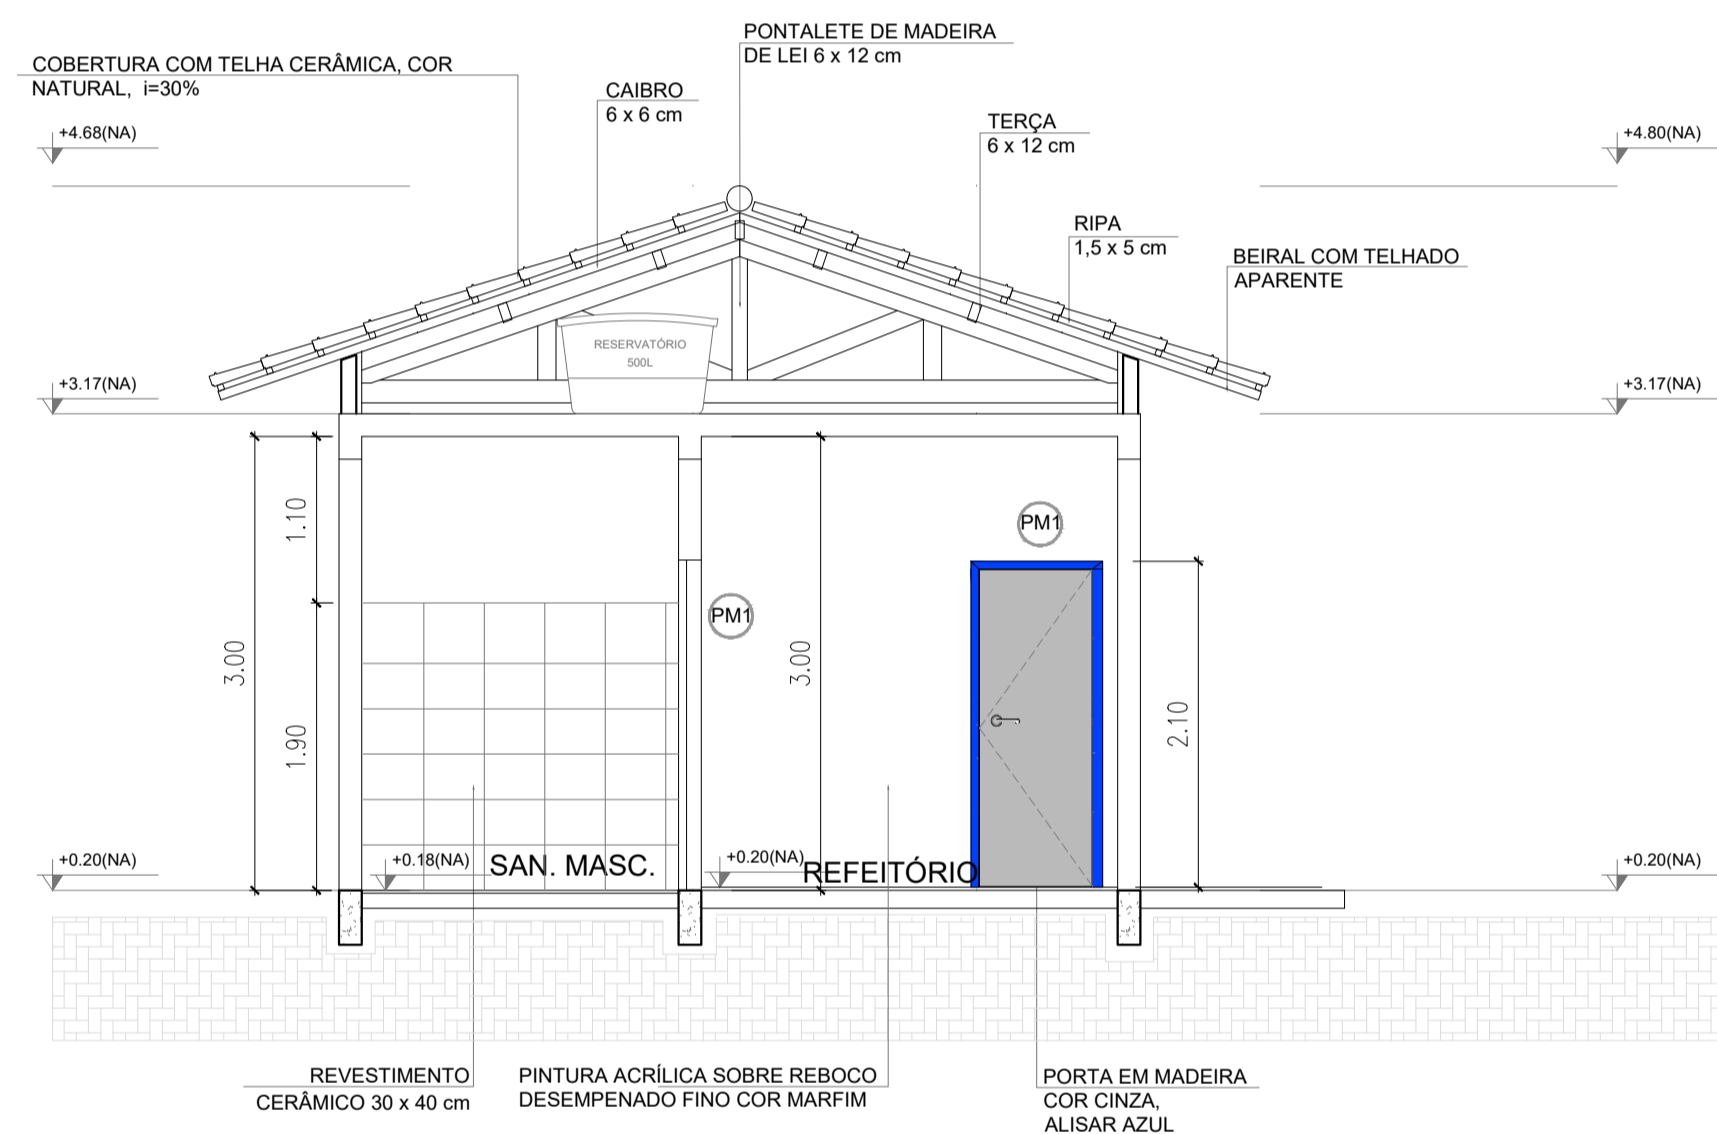 PONTALETE DE MADEIRA
DE LEI 6 x 12 cm
COBERTURA COM TELHA CERÂMICA, COR
NATURAL, i=30%
CAIBRO
6 x 6 cm
TERÇA
6 x 12 cm
+4.68(NA)
+4.80(NA)
RIPA
1,5 x 5 cm
BEIRAL COM TELHADO
APARENTE
RESERVATÓRIO
500L
+3.17(NA)
+3.17(NA)
1.10
PM1
PM1
3.00
3.00
1.90
2.10
+0.20(NA)
+0.18(NA)
SAN. MASC.
+0.20(NA)
REFEITÓRIO
+0.20(NA)
REVESTIMENTO
CERÂMICO 30 x 40 cm
PINTURA ACRÍLICA SOBRE REBOCO
DESEMPENADO FINO COR MARFIM
PORTA EM MADEIRA
COR CINZA,
ALISAR AZUL